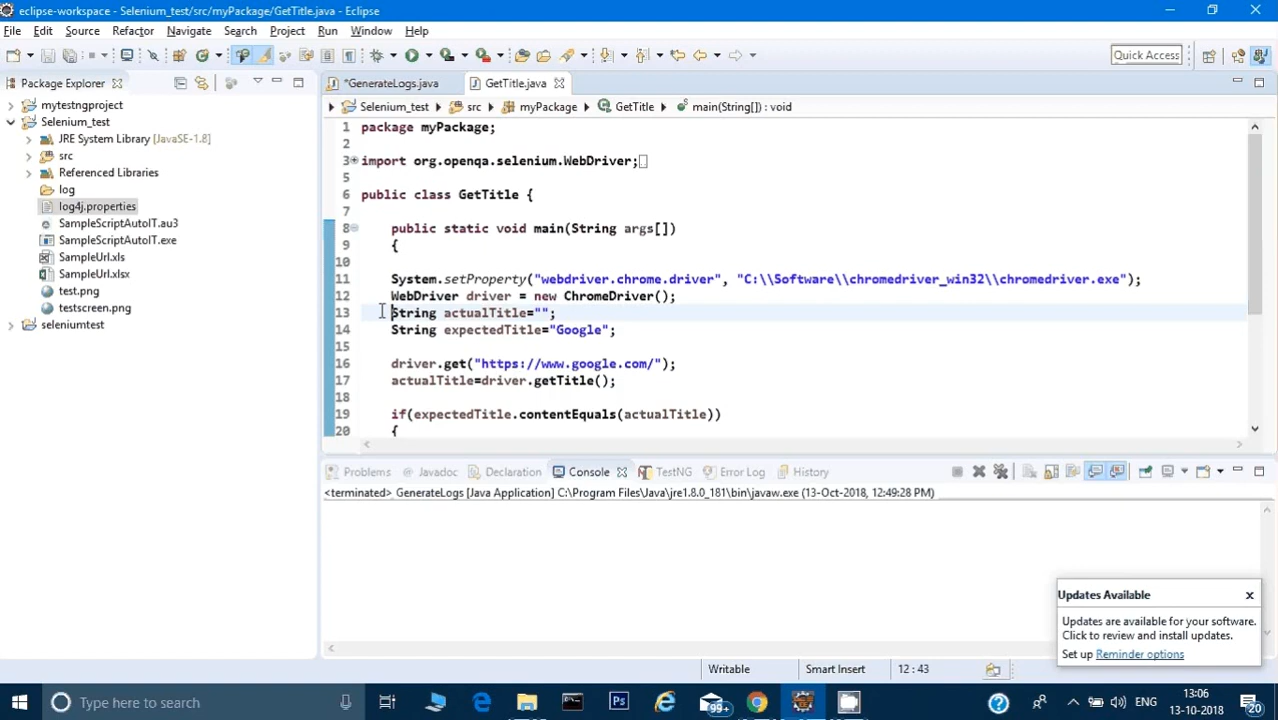 eclipse-workspace - Selenium_test/src/myPackage/GetTitle.java - Eclipse
File Edit Source Refactor Navigate Search Project Run Window Help
Quick Access
Package Explorer
*GenerateLogs.java GetTitle.java
mytestngproject
Selenium_test
JRE System Library [JavaSE-1.8]
src
Referenced Libraries
log
log4j.properties
SampleScriptAutoIT.au3
SampleScriptAutoIT.exe
SampleUrl.xls
SampleUrl.xlsx
test.png
testscreen.png
seleniumtest
Selenium_test src myPackage GetTitle main(String[]) : void
1 package myPackage;
2
3 import org.openqa.selenium.WebDriver;
5
6 public class GetTitle {
7
8 public static void main(String args[])
9 {
10
11 System.setProperty("webdriver.chrome.driver", "C:\\Software\\chromedriver_win32\\chromedriver.exe");
12 WebDriver driver = new ChromeDriver();
13 String actualTitle="";
14 String expectedTitle="Google";
15
16 driver.get("https://www.google.com/");
17 actualTitle=driver.getTitle();
18
19 if(expectedTitle.contentEquals(actualTitle))
20 {
Problems Javadoc Declaration Console TestNG Error Log History
<terminated> GenerateLogs [Java Application] C:\Program Files\Java\jre1.8.0_181\bin\javaw.exe (13-Oct-2018, 12:49:28 PM)
Updates Available x
Updates are available for your software.
Click to review and install updates.
Set up Reminder options
Writable Smart Insert 12 : 43
Type here to search
99+
Ps
ENG
13:06
13-10-2018
20